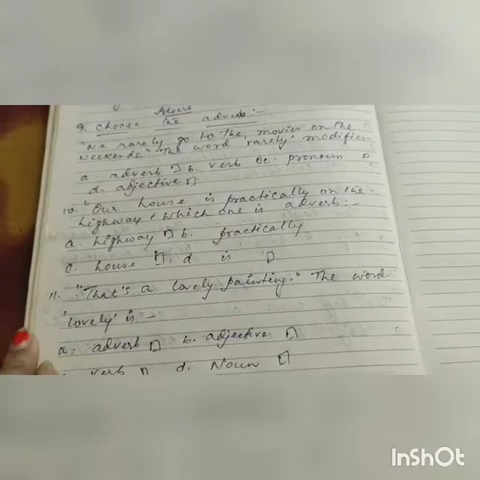 Alone
9. choose the adverb:-
"We rarely go to the movies on the
weekends" The word 'rarely' modifies-
a. adverb b. verb c. pronoun
d. adjective
10. "Our house is practically on the
highway" which one is adverb:-
a. highway b. practically
c. house d. is
11. "That's a lovely painting." The word
'lovely' is -
a. adverb b. adjective
verb d. Noun
InShOt